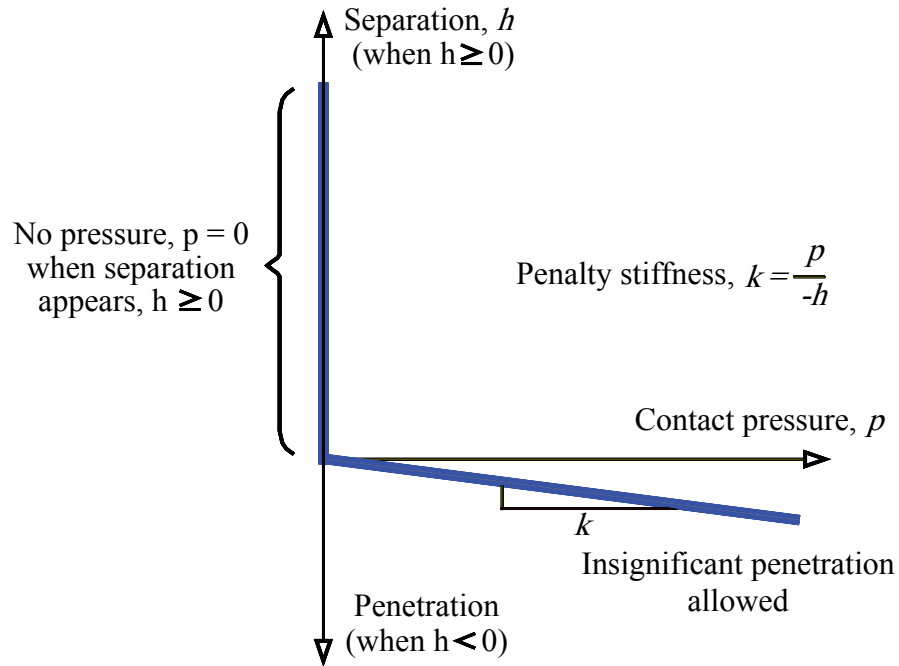 Separation, h
(when h ≥ 0)
No pressure, p = 0
when separation
appears, h ≥ 0
Penalty stiffness, k = p/-h
Contact pressure, p
k
Insignificant penetration
allowed
Penetration
(when h < 0)